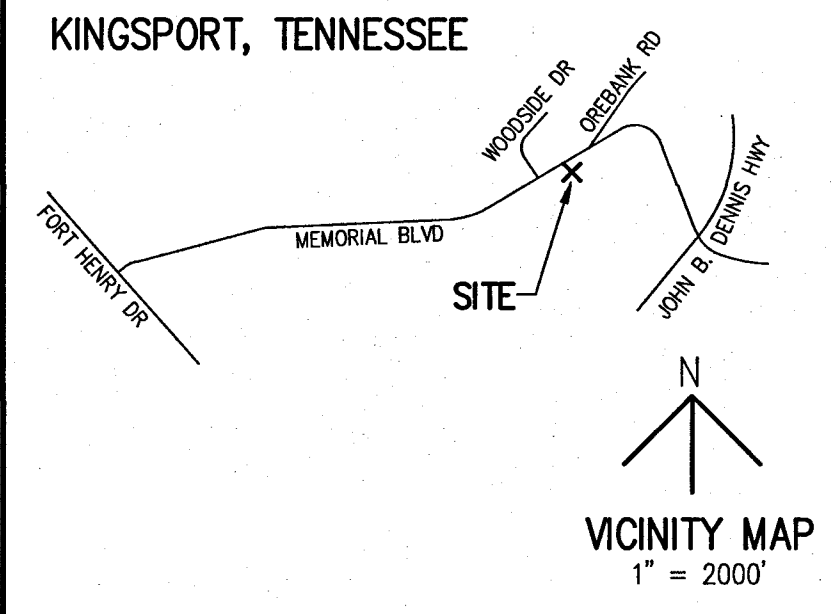 KINGSPORT, TENNESSEE
WOODSIDE DR
OREBANK RD
FORT HENRY DR
MEMORIAL BLVD
JOHN B. DENNIS HWY
SITE
N
VICINITY MAP
1" = 2000'